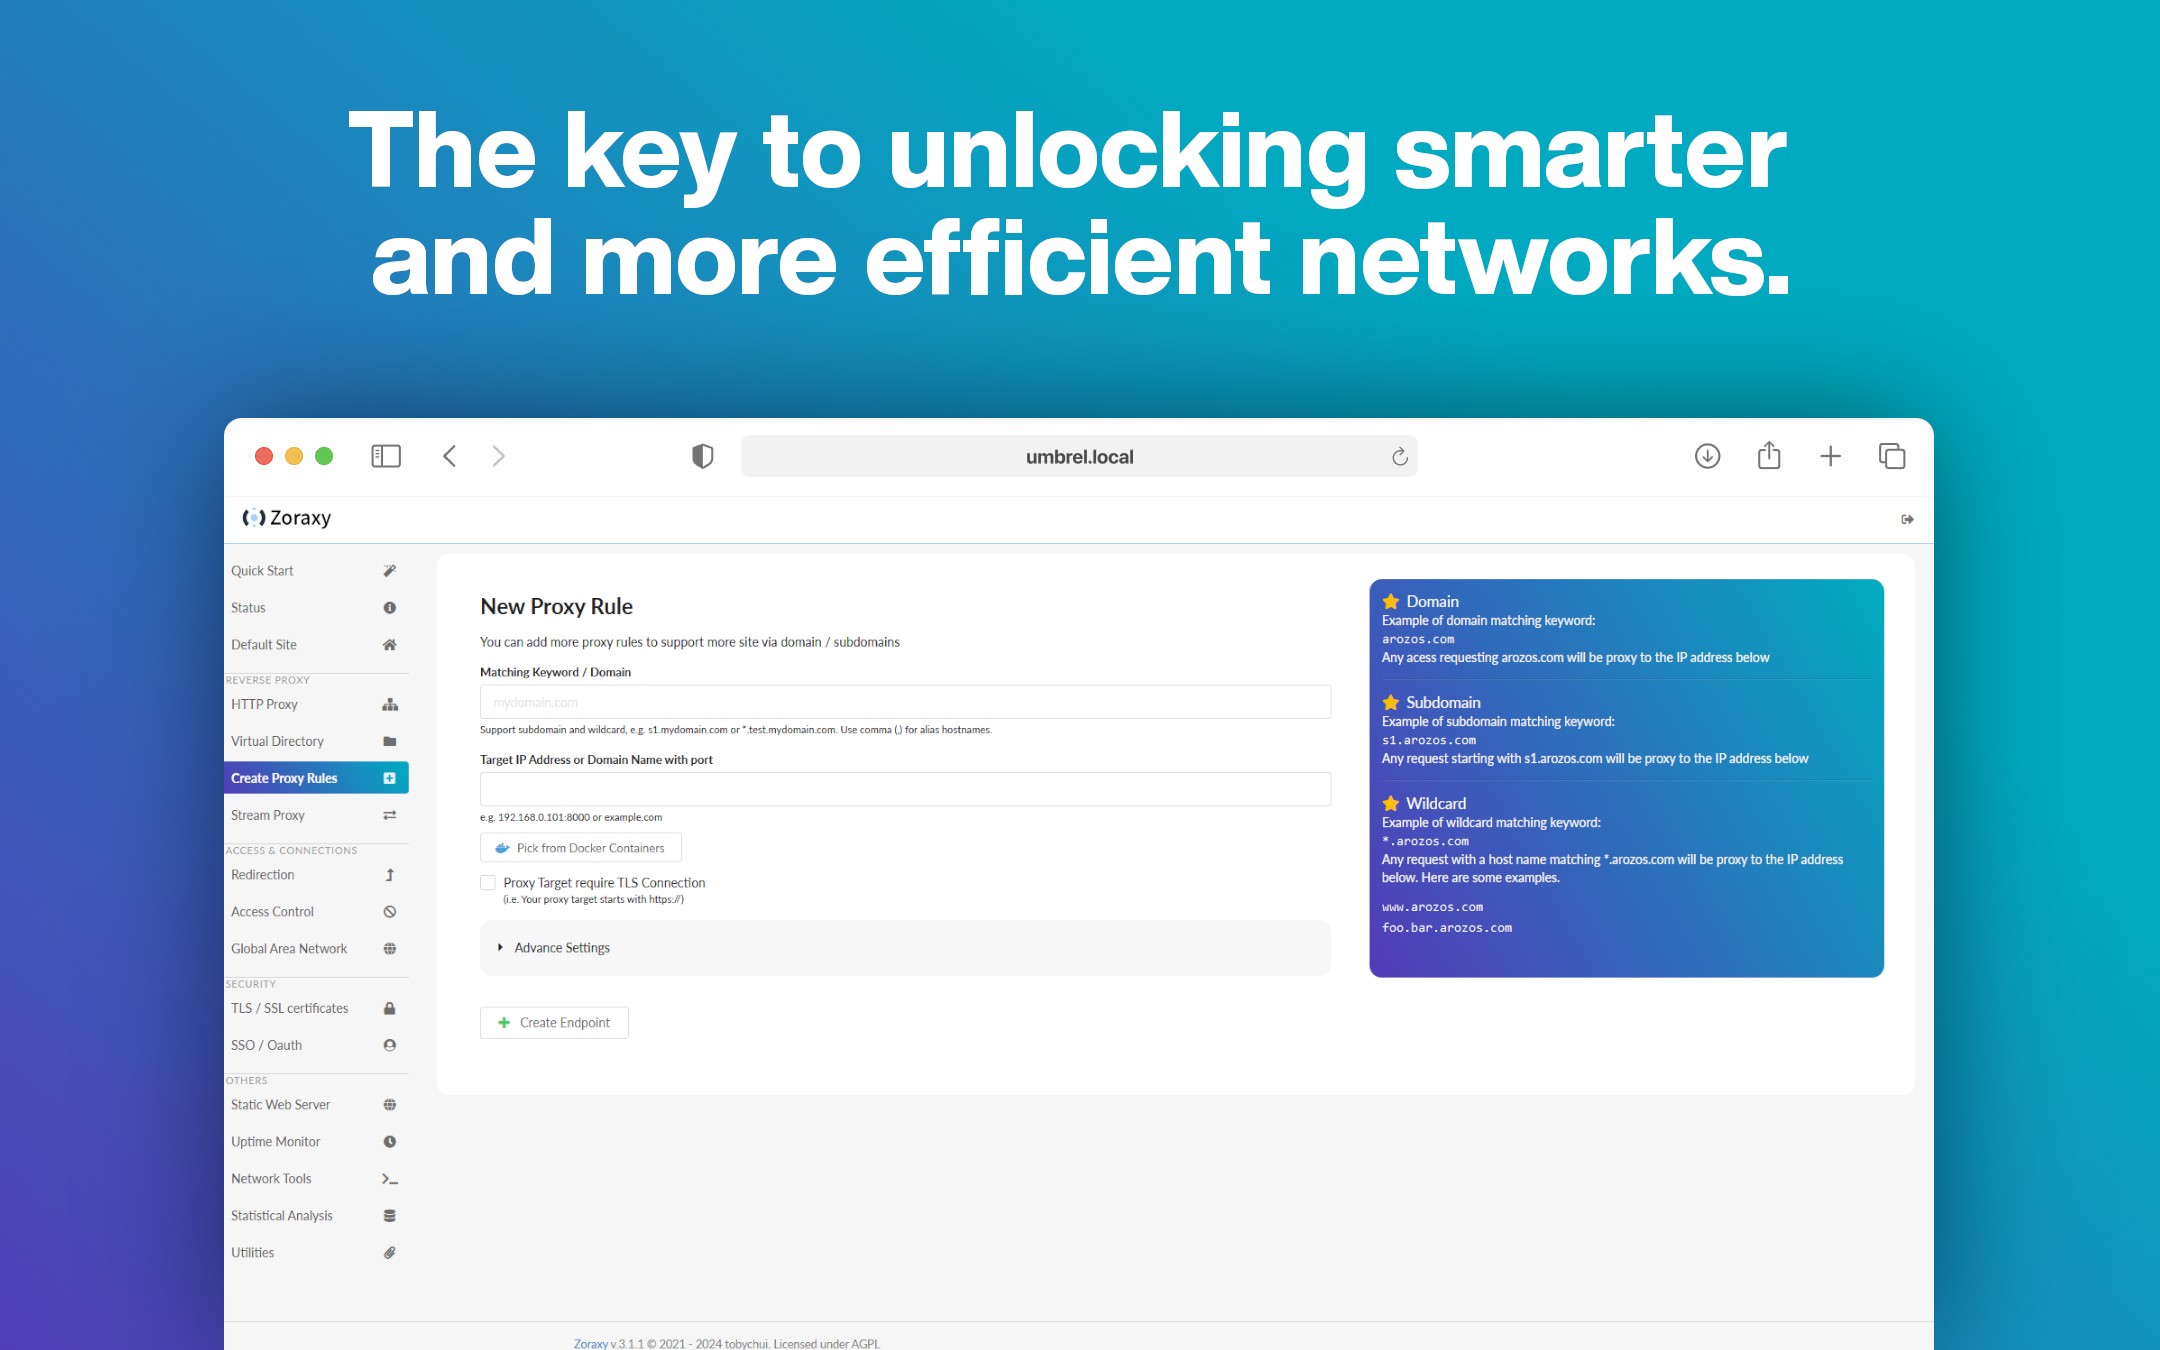 The key to unlocking smarter
and more efficient networks.
umbrel.local
Zoraxy
Quick Start
Status
Default Site
REVERSE PROXY
HTTP Proxy
Virtual Directory
Create Proxy Rules
Stream Proxy
ACCESS & CONNECTIONS
Redirection
Access Control
Global Area Network
SECURITY
TLS / SSL certificates
SSO / Oauth
OTHERS
Static Web Server
Uptime Monitor
Network Tools
Statistical Analysis
Utilities
New Proxy Rule
You can add more proxy rules to support more site via domain / subdomains
Matching Keyword / Domain
mydomain.com
Support subdomain and wildcard, e.g. s1.mydomain.com or *.test.mydomain.com. Use comma (,) for alias hostnames.
Target IP Address or Domain Name with port
e.g. 192.168.0.101:8000 or example.com
Pick from Docker Containers
Proxy Target require TLS Connection
(i.e. Your proxy target starts with https://)
Advance Settings
Create Endpoint
Domain
Example of domain matching keyword:
arozos.com
Any acess requesting arozos.com will be proxy to the IP address below
Subdomain
Example of subdomain matching keyword:
s1.arozos.com
Any request starting with s1.arozos.com will be proxy to the IP address below
Wildcard
Example of wildcard matching keyword:
*.arozos.com
Any request with a host name matching *.arozos.com will be proxy to the IP address
below. Here are some examples.
www.arozos.com
foo.bar.arozos.com
Zoraxy v.3.1.1 © 2021 - 2024 tobychui. Licensed under AGPL